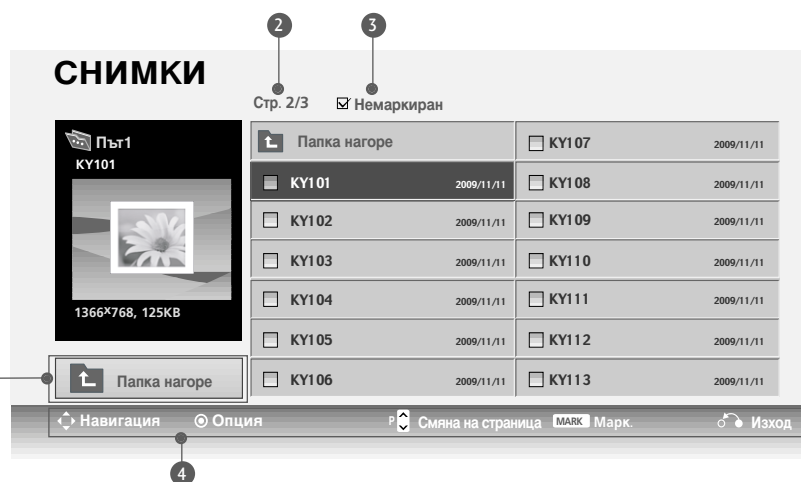 2 3
СНИМКИ
Стр. 2/3 Немаркиран
Път1
KY101
1366x768, 125KB
Папка нагоре
Папка нагоре
KY101 2009/11/11
KY102 2009/11/11
KY103 2009/11/11
KY104 2009/11/11
KY105 2009/11/11
KY106 2009/11/11
KY107 2009/11/11
KY108 2009/11/11
KY109 2009/11/11
KY110 2009/11/11
KY111 2009/11/11
KY112 2009/11/11
KY113 2009/11/11
Навигация Опция P Смяна на страница MARK Марк. Изход
4